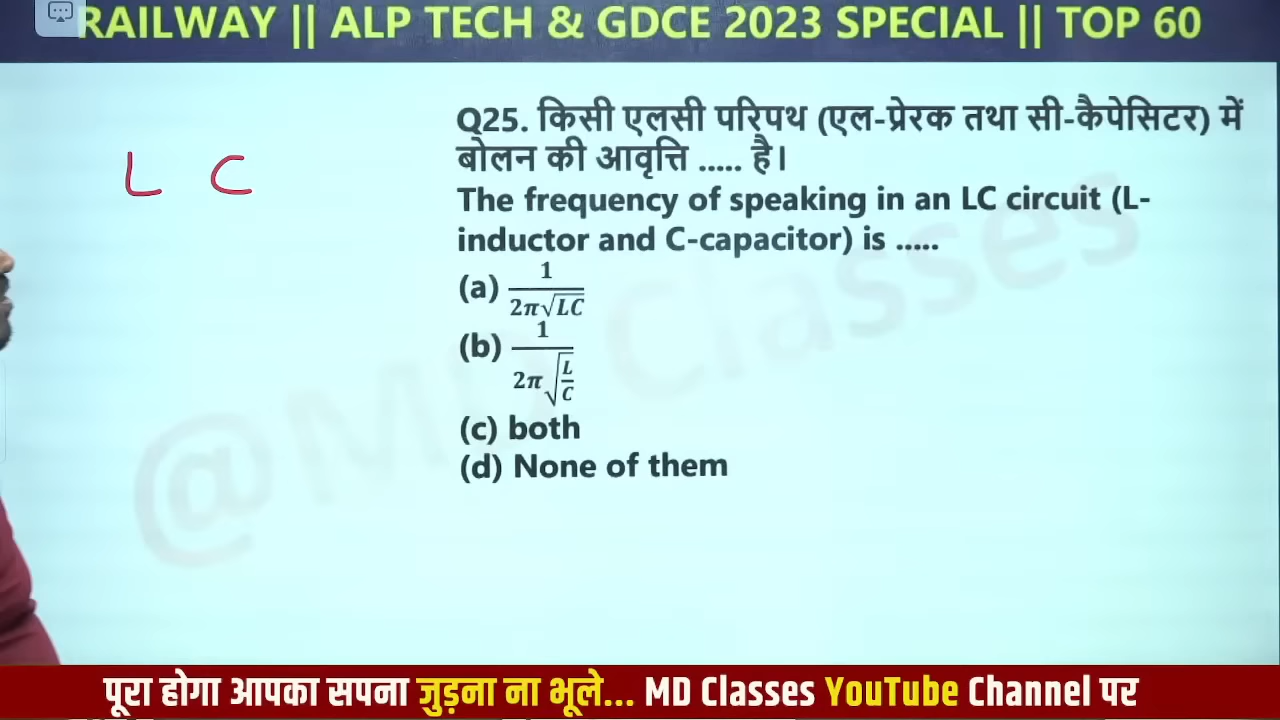 RAILWAY || ALP TECH & GDCE 2023 SPECIAL || TOP 60
L C
Q25. किसी एलसी परिपथ (एल-प्रेरक तथा सी-कैपेसिटर) में
बोलन की आवृत्ति ..... है।
The frequency of speaking in an LC circuit (L-
inductor and C-capacitor) is .....
(a) 1/2π√LC
(b) 1/2π√L/C
(c) both
(d) None of them
@MD Classes
पूरा होगा आपका सपना जुड़ना ना भूले... MD Classes YouTube Channel पर